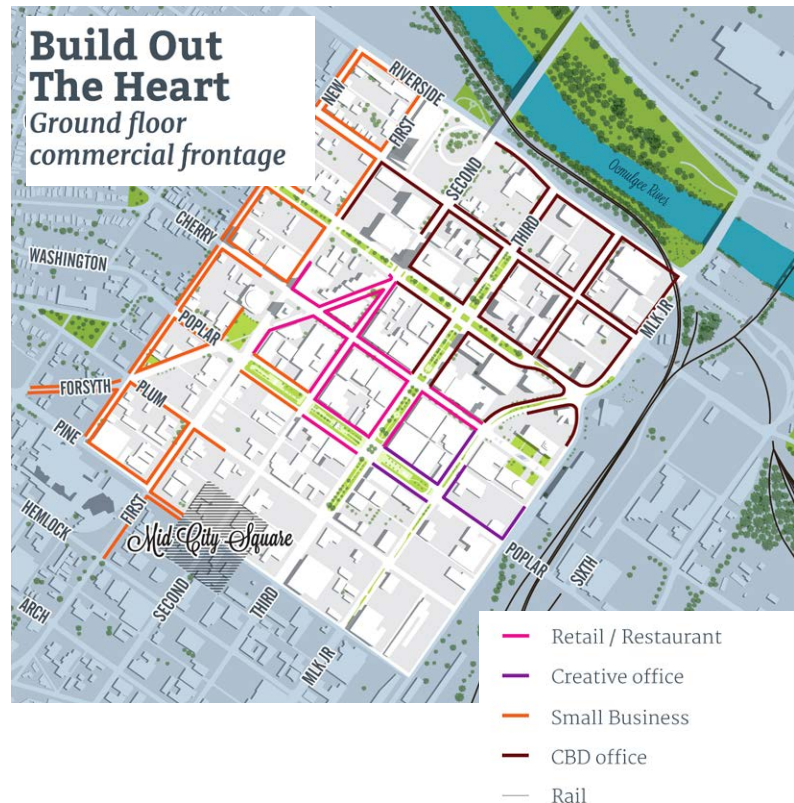 Build Out
The Heart
Ground floor
commercial frontage
RIVERSIDE
NEW
FIRST
SECOND
THIRD
Ocmulgee River
CHERRY
WASHINGTON
POPLAR
MLK JR
FORSYTH
PLUM
PINE
HEMLOCK
FIRST
Mid City Square
POPLAR
SIXTH
ARCH
SECOND
THIRD
MLK JR
Retail / Restaurant
Creative office
Small Business
CBD office
Rail